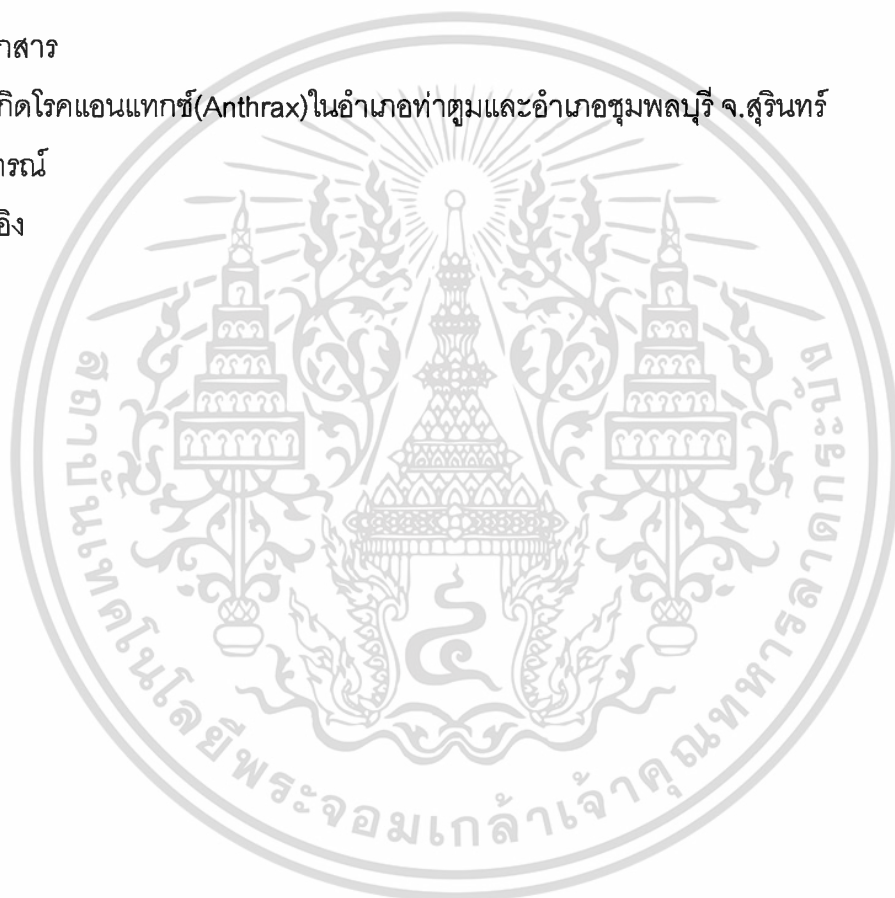 กสาร
กิดโรคแอนแทกซ์(Anthrax)ในอำเภอท่าตูมและอำเภอชุมพลบุรี จ.สุรินทร์
ารณ์
อิง
สถาบันเทคโนโลยีพระจอมเกล้าเจ้าคุณทหารลาดกระบัง
๔